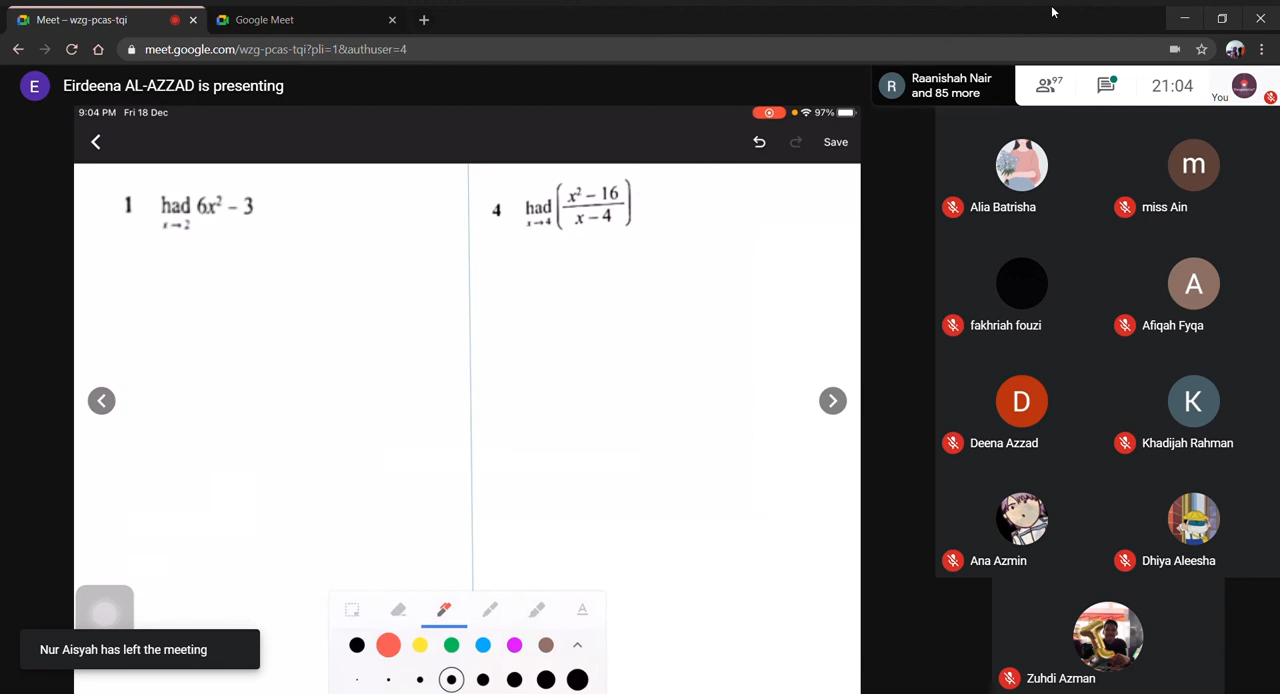 Meet – wzg-pcas-tqi
Google Meet
meet.google.com/wzg-pcas-tqi?pli=1&authuser=4
E
Eirdeena AL-AZZAD is presenting
R
Raanishah Nair
and 85 more
97
21:04
You
9:04 PM Fri 18 Dec
97%
Save
1 had 6x² – 3
x→2
4 had (x² – 16 / x – 4)
x→4
Alia Batrisha
m
miss Ain
fakhriah fouzi
A
Afiqah Fyqa
D
Deena Azzad
K
Khadijah Rahman
Ana Azmin
Dhiya Aleesha
Zuhdi Azman
A
Nur Aisyah has left the meeting